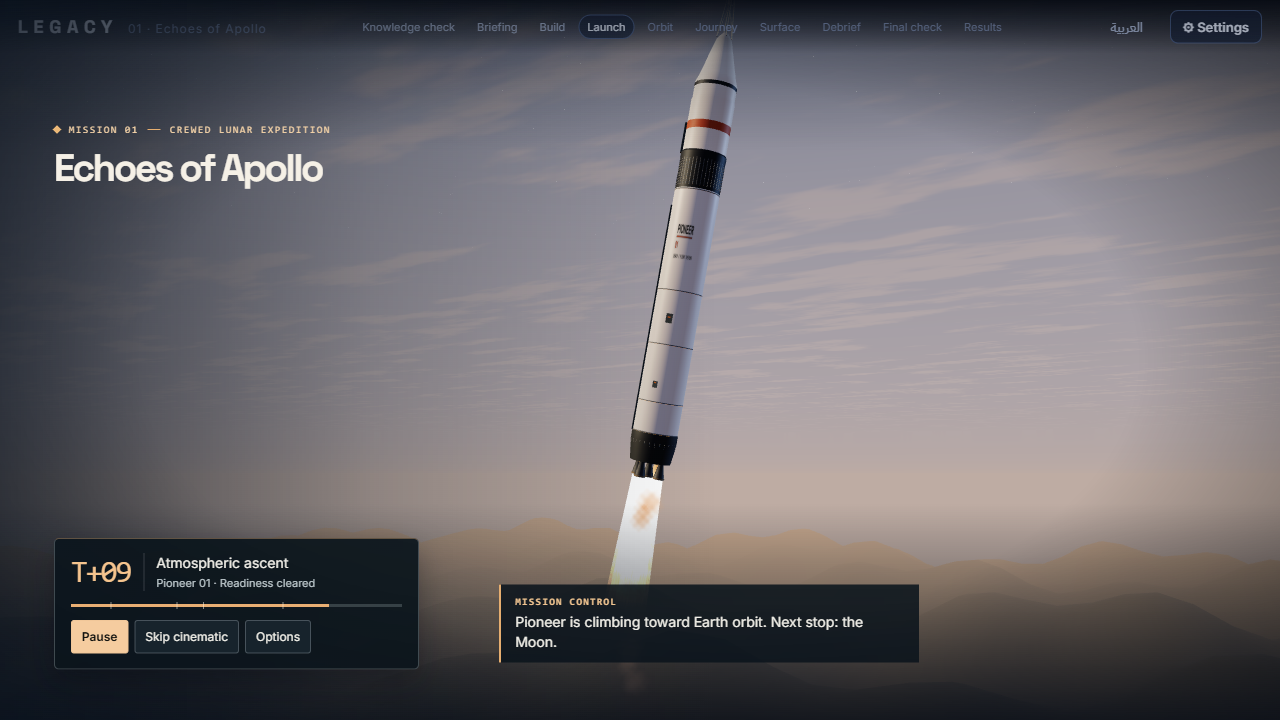 LEGACY 01 · Echoes of Apollo
Knowledge check Briefing Build Launch Orbit Journey Surface Debrief Final check Results
العربية
⚙ Settings
◆ MISSION 01 — CREWED LUNAR EXPEDITION
Echoes of Apollo
PIONEER
T+09
Atmospheric ascent
Pioneer 01 · Readiness cleared
Pause Skip cinematic Options
MISSION CONTROL
Pioneer is climbing toward Earth orbit. Next stop: the
Moon.